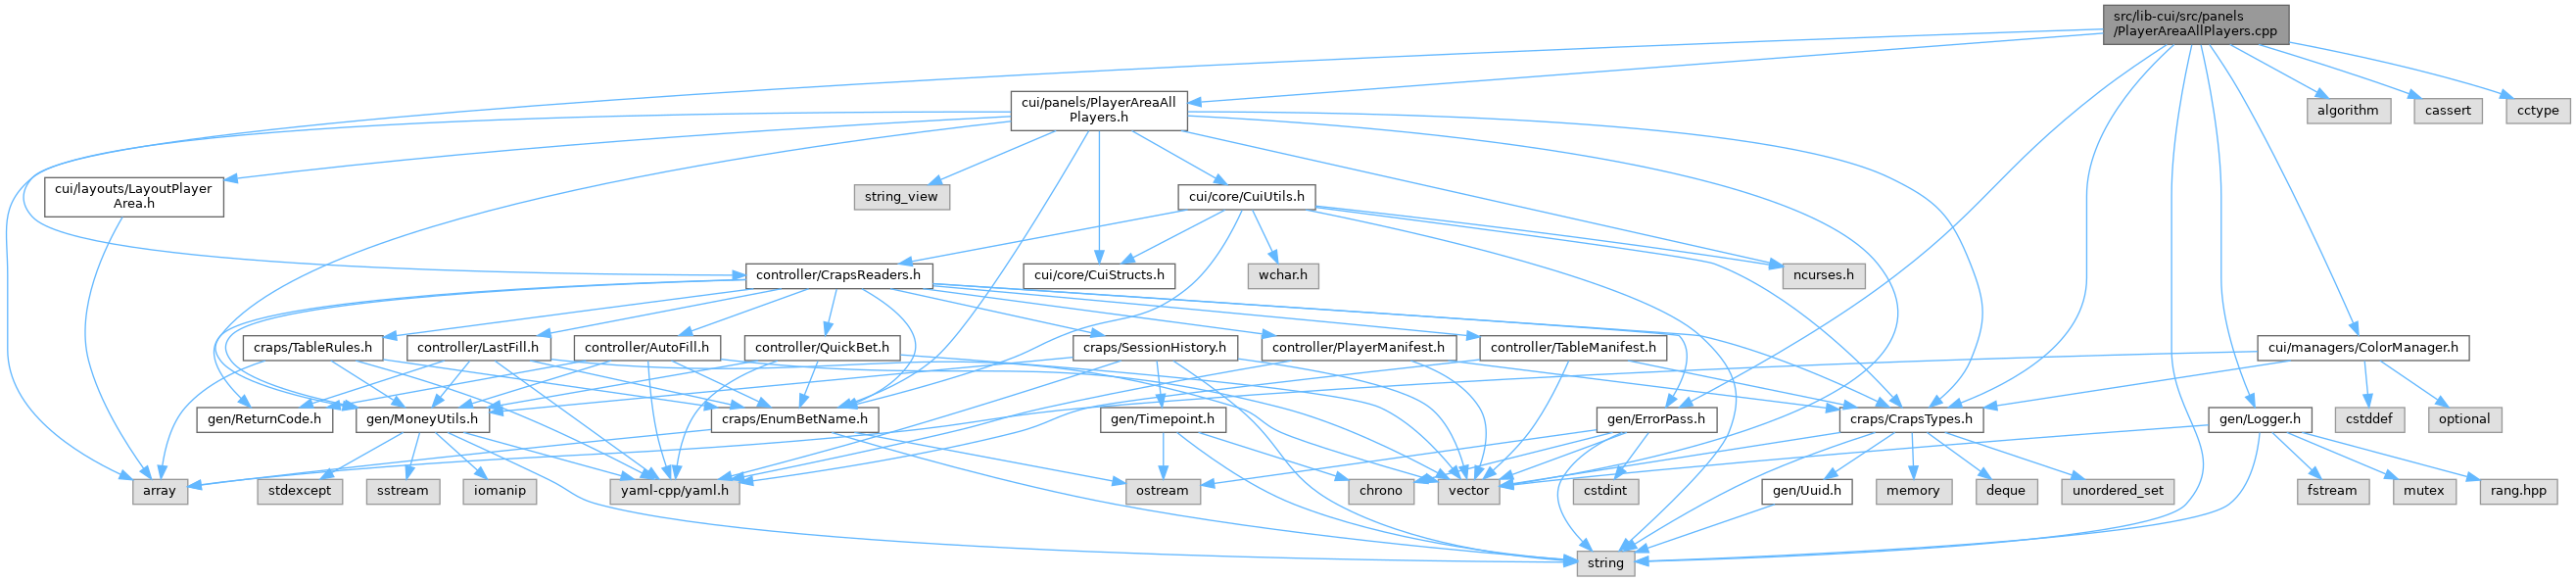 src/lib-cui/src/panels
/PlayerAreaAllPlayers.cpp
cui/panels/PlayerAreaAll
Players.h
algorithm
cassert
cctype
cui/layouts/LayoutPlayer
Area.h
string_view
cui/core/CuiUtils.h
controller/CrapsReaders.h
cui/core/CuiStructs.h
wchar.h
ncurses.h
craps/TableRules.h
controller/LastFill.h
controller/AutoFill.h
controller/QuickBet.h
craps/SessionHistory.h
controller/PlayerManifest.h
controller/TableManifest.h
cui/managers/ColorManager.h
gen/ReturnCode.h
gen/MoneyUtils.h
craps/EnumBetName.h
gen/Timepoint.h
gen/ErrorPass.h
craps/CrapsTypes.h
gen/Logger.h
cstddef
optional
array
stdexcept
sstream
iomanip
yaml-cpp/yaml.h
ostream
chrono
vector
cstdint
gen/Uuid.h
memory
deque
unordered_set
fstream
mutex
rang.hpp
string